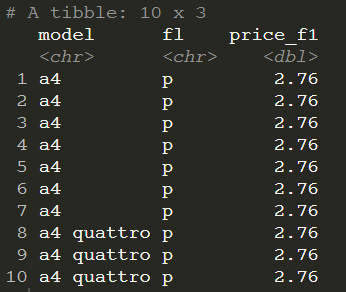 # A tibble: 10 x 3
model fl price_f1
<chr> <chr> <dbl>
1 a4 p 2.76
2 a4 p 2.76
3 a4 p 2.76
4 a4 p 2.76
5 a4 p 2.76
6 a4 p 2.76
7 a4 p 2.76
8 a4 quattro p 2.76
9 a4 quattro p 2.76
10 a4 quattro p 2.76